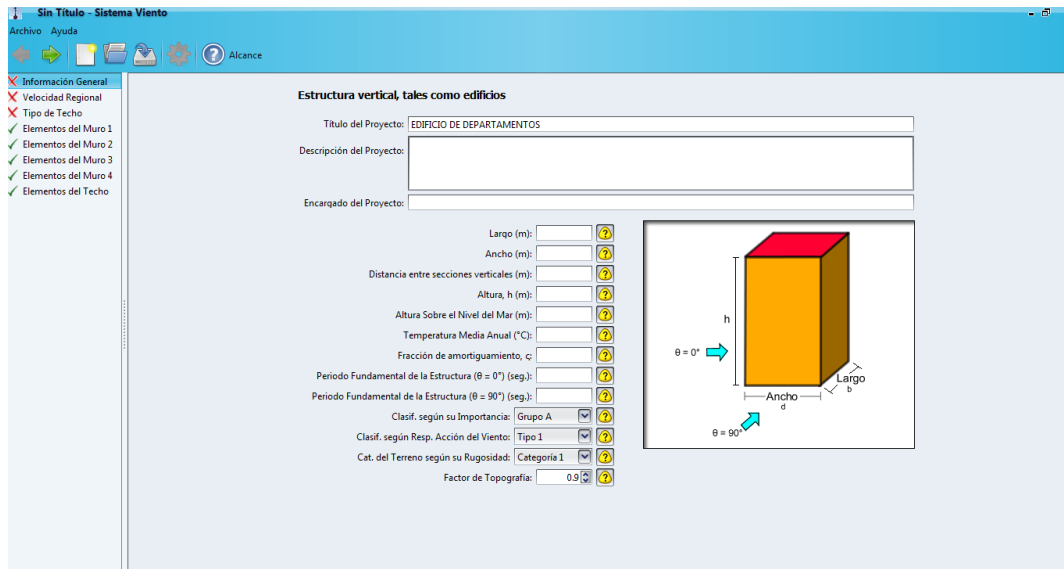 Sin Título - Sistema Viento
Archivo Ayuda
? Alcance
Información General
Velocidad Regional
Tipo de Techo
Elementos del Muro 1
Elementos del Muro 2
Elementos del Muro 3
Elementos del Muro 4
Elementos del Techo
Estructura vertical, tales como edificios
Título del Proyecto: EDIFICIO DE DEPARTAMENTOS
Descripción del Proyecto:
Encargado del Proyecto:
Largo (m): ?
Ancho (m): ?
Distancia entre secciones verticales (m): ?
Altura, h (m): ?
Altura Sobre el Nivel del Mar (m): ?
Temperatura Media Anual (°C): ?
Fracción de amortiguamiento, ς: ?
Periodo Fundamental de la Estructura (θ = 0°) (seg.): ?
Periodo Fundamental de la Estructura (θ = 90°) (seg.): ?
Clasif. según su Importancia: Grupo A ?
Clasif. según Resp. Acción del Viento: Tipo 1 ?
Cat. del Terreno según su Rugosidad: Categoría 1 ?
Factor de Topografía: 0.9 ?
h
θ = 0°
Largo
b
Ancho
d
θ = 90°